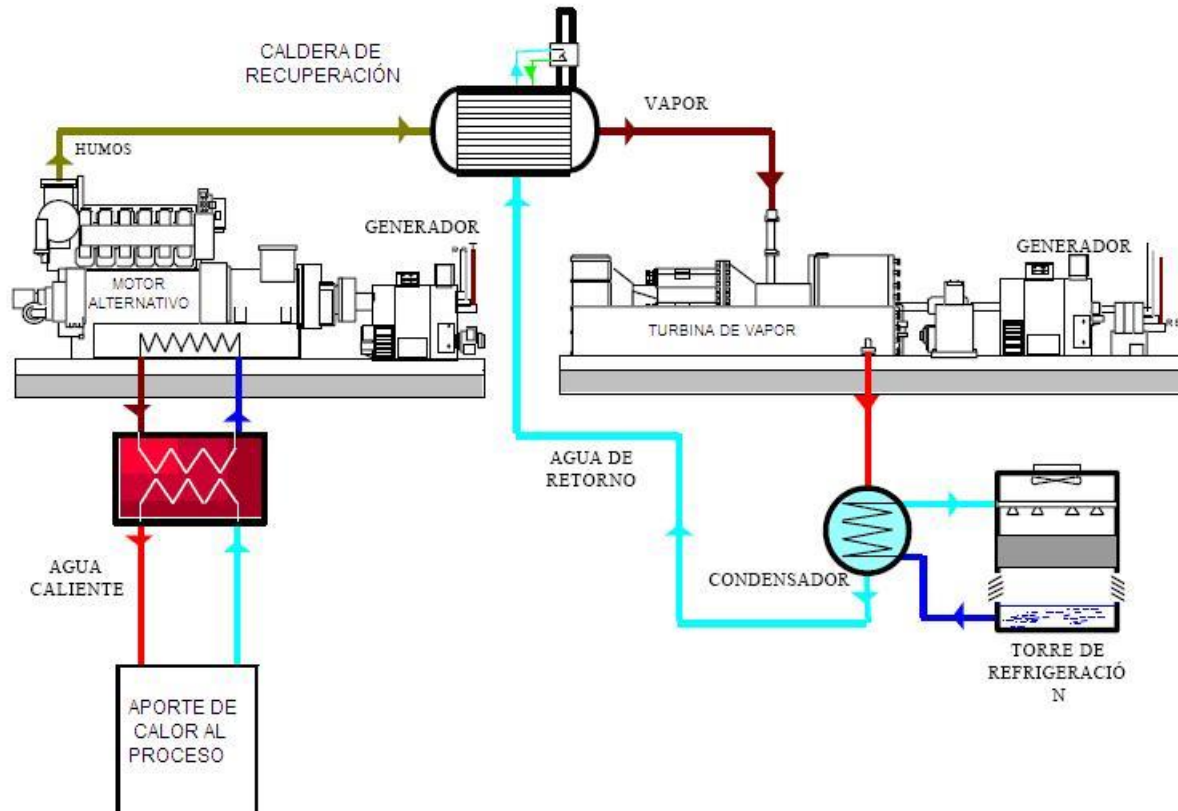 CALDERA DE
RECUPERACIÓN
VAPOR
HUMOS
GENERADOR
MOTOR
ALTERNATIVO
GENERADOR
TURBINA DE VAPOR
AGUA DE
RETORNO
AGUA
CALIENTE
CONDENSADOR
TORRE DE
REFRIGERACIÓ
N
APORTE DE
CALOR AL
PROCESO